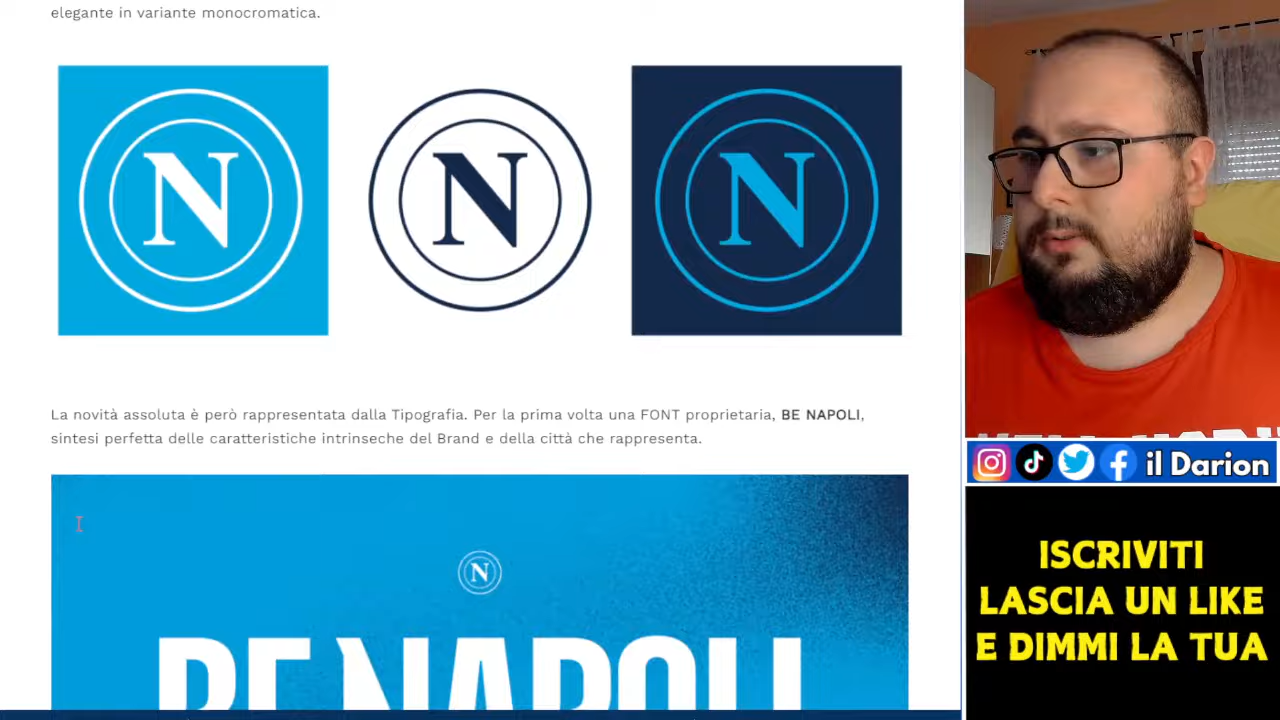 elegante in variante monocromatica.
N
N
N
La novità assoluta è però rappresentata dalla Tipografia. Per la prima volta una FONT proprietaria, BE NAPOLI,
sintesi perfetta delle caratteristiche intrinseche del Brand e della città che rappresenta.
N
BE NAPOLI
il Darion
ISCRIVITI
LASCIA UN LIKE
E DIMMI LA TUA